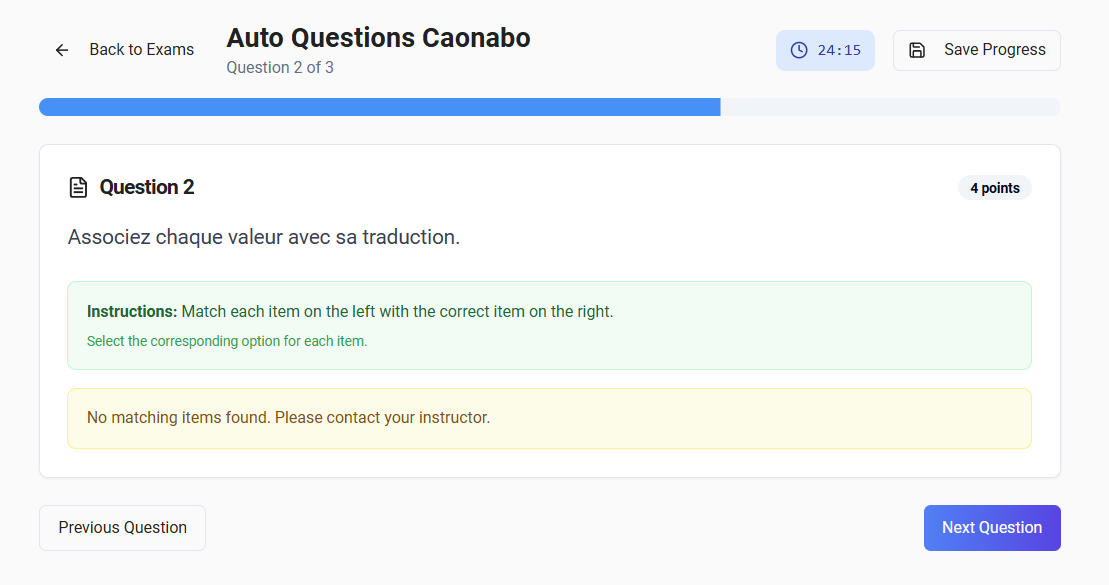 Back to Exams
Auto Questions Caonabo
Question 2 of 3
24:15
Save Progress
Question 2
4 points
Associez chaque valeur avec sa traduction.
Instructions: Match each item on the left with the correct item on the right.
Select the corresponding option for each item.
No matching items found. Please contact your instructor.
Previous Question
Next Question